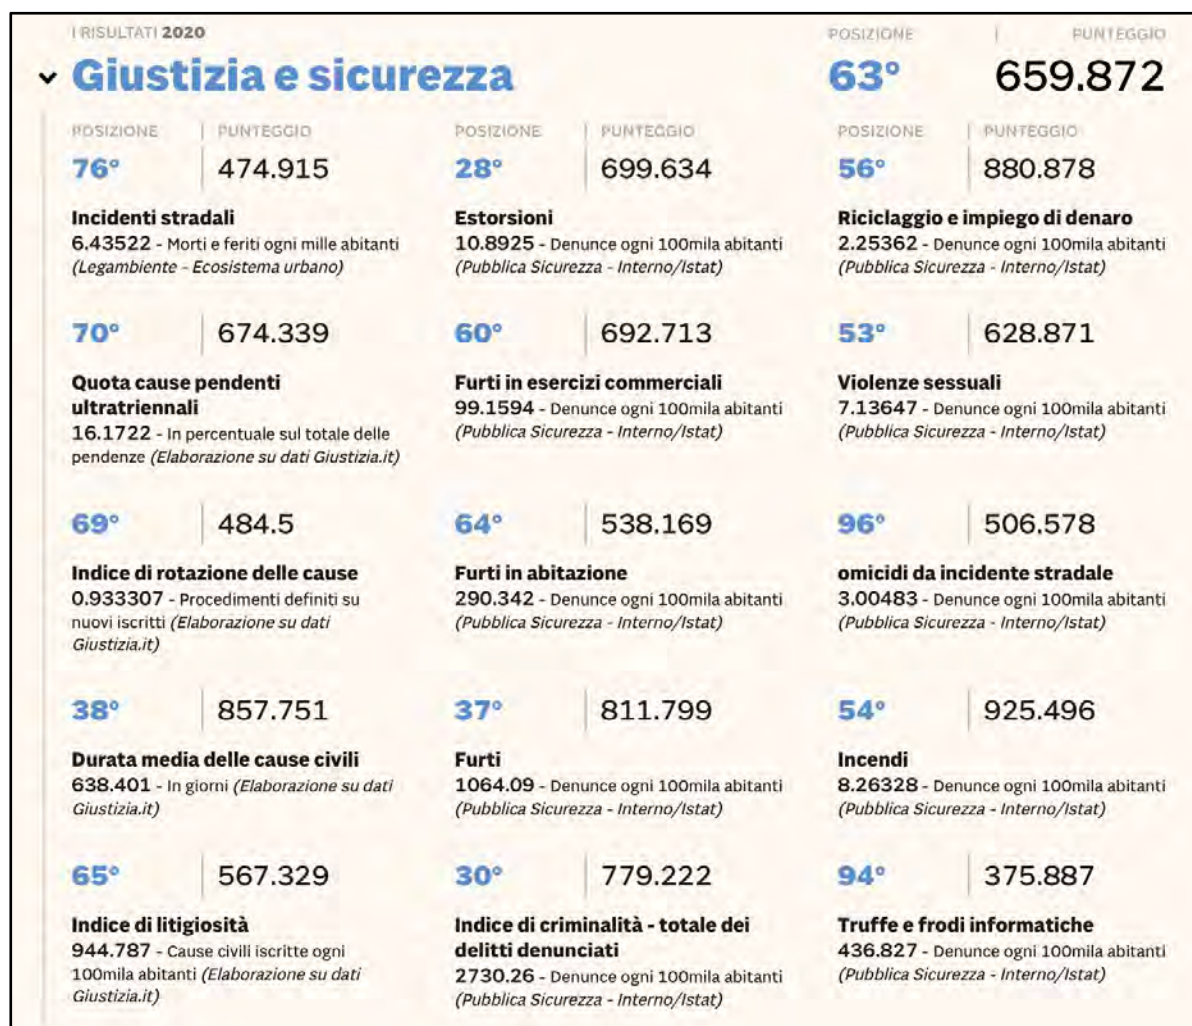 I RISULTATI 2020
POSIZIONE
PUNTEGGIO
Giustizia e sicurezza
63°
659.872
POSIZIONE
PUNTEGGIO
POSIZIONE
PUNTEGGIO
POSIZIONE
PUNTEGGIO
76°
474.915
28°
699.634
56°
880.878
Incidenti stradali
6.43522 - Morti e feriti ogni mille abitanti
(Legambiente - Ecosistema urbano)
Estorsioni
10.8925 - Denunce ogni 100mila abitanti
(Pubblica Sicurezza - Interno/Istat)
Riciclaggio e impiego di denaro
2.25362 - Denunce ogni 100mila abitanti
(Pubblica Sicurezza - Interno/Istat)
70°
674.339
60°
692.713
53°
628.871
Quota cause pendenti
ultratriennali
16.1722 - In percentuale sul totale delle
pendenze (Elaborazione su dati Giustizia.it)
Furti in esercizi commerciali
99.1594 - Denunce ogni 100mila abitanti
(Pubblica Sicurezza - Interno/Istat)
Violenze sessuali
7.13647 - Denunce ogni 100mila abitanti
(Pubblica Sicurezza - Interno/Istat)
69°
484.5
64°
538.169
96°
506.578
Indice di rotazione delle cause
0.933307 - Procedimenti definiti su
nuovi iscritti (Elaborazione su dati
Giustizia.it)
Furti in abitazione
290.342 - Denunce ogni 100mila abitanti
(Pubblica Sicurezza - Interno/Istat)
omicidi da incidente stradale
3.00483 - Denunce ogni 100mila abitanti
(Pubblica Sicurezza - Interno/Istat)
38°
857.751
37°
811.799
54°
925.496
Durata media delle cause civili
638.401 - In giorni (Elaborazione su dati
Giustizia.it)
Furti
1064.09 - Denunce ogni 100mila abitanti
(Pubblica Sicurezza - Interno/Istat)
Incendi
8.26328 - Denunce ogni 100mila abitanti
(Pubblica Sicurezza - Interno/Istat)
65°
567.329
30°
779.222
94°
375.887
Indice di litigiosità
944.787 - Cause civili iscritte ogni
100mila abitanti (Elaborazione su dati
Giustizia.it)
Indice di criminalità - totale dei
delitti denunciati
2730.26 - Denunce ogni 100mila abitanti
(Pubblica Sicurezza - Interno/Istat)
Truffe e frodi informatiche
436.827 - Denunce ogni 100mila abitanti
(Pubblica Sicurezza - Interno/Istat)